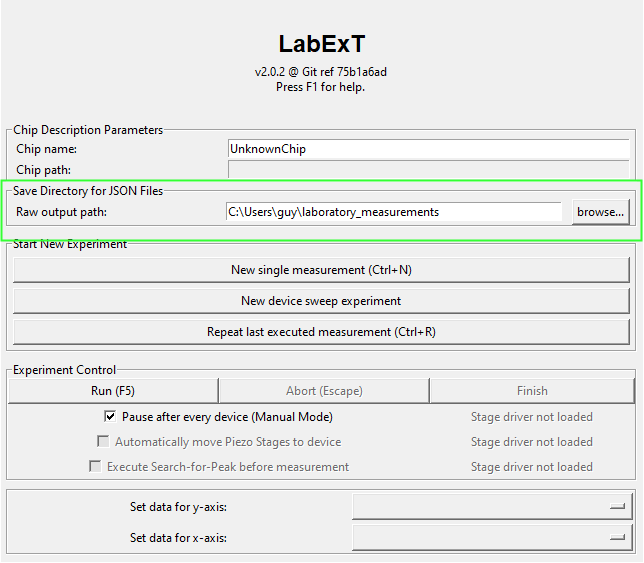 LabExT
v2.0.2 @ Git ref 75b1a6ad
Press F1 for help.
Chip Description Parameters
Chip name: UnknownChip
Chip path:
Save Directory for JSON Files
Raw output path: C:\Users\guy\laboratory_measurements browse...
Start New Experiment
New single measurement (Ctrl+N)
New device sweep experiment
Repeat last executed measurement (Ctrl+R)
Experiment Control
Run (F5) Abort (Escape) Finish
Pause after every device (Manual Mode) Stage driver not loaded
Automatically move Piezo Stages to device Stage driver not loaded
Execute Search-for-Peak before measurement Stage driver not loaded
Set data for y-axis:
Set data for x-axis: